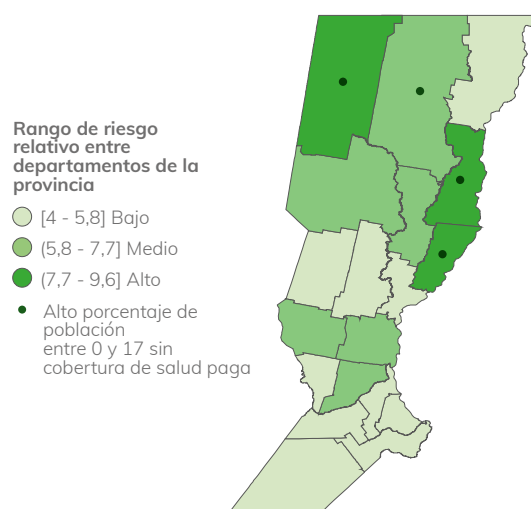 Rango de riesgo
relativo entre
departamentos de la
provincia
[4 - 5,8] Bajo
(5,8 - 7,7] Medio
(7,7 - 9,6] Alto
Alto porcentaje de
población
entre 0 y 17 sin
cobertura de salud paga